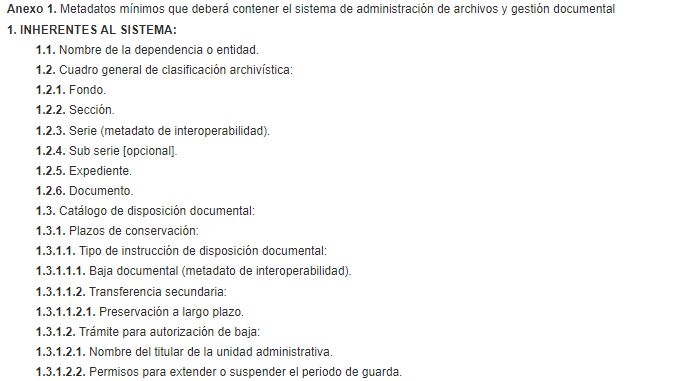 Anexo 1. Metadatos mínimos que deberá contener el sistema de administración de archivos y gestión documental
1. INHERENTES AL SISTEMA:
1.1. Nombre de la dependencia o entidad.
1.2. Cuadro general de clasificación archivística:
1.2.1. Fondo.
1.2.2. Sección.
1.2.3. Serie (metadato de interoperabilidad).
1.2.4. Sub serie [opcional].
1.2.5. Expediente.
1.2.6. Documento.
1.3. Catálogo de disposición documental:
1.3.1. Plazos de conservación:
1.3.1.1. Tipo de instrucción de disposición documental:
1.3.1.1.1. Baja documental (metadato de interoperabilidad).
1.3.1.1.2. Transferencia secundaria:
1.3.1.1.2.1. Preservación a largo plazo.
1.3.1.2. Trámite para autorización de baja:
1.3.1.2.1. Nombre del titular de la unidad administrativa.
1.3.1.2.2. Permisos para extender o suspender el periodo de guarda.